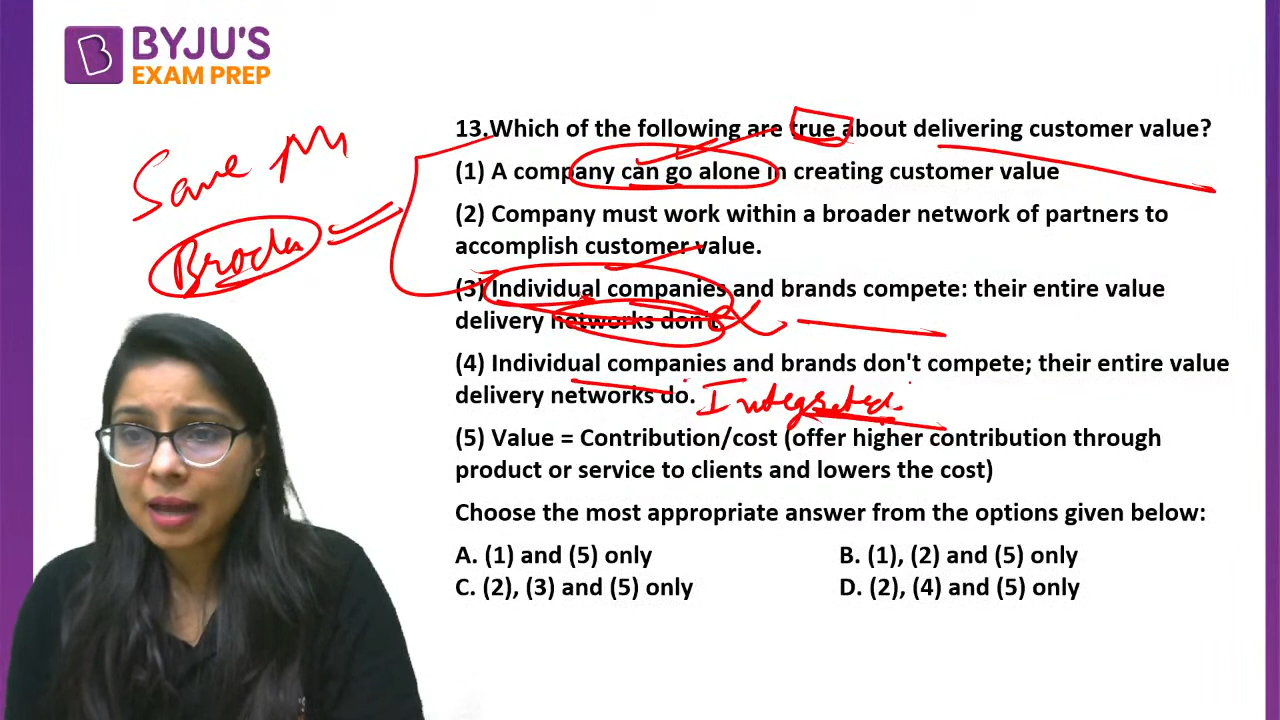 BYJU'S
EXAM PREP
13.Which of the following are true about delivering customer value?
(1) A company can go alone in creating customer value
(2) Company must work within a broader network of partners to
accomplish customer value.
(3) Individual companies and brands compete: their entire value
delivery networks don't
(4) Individual companies and brands don't compete; their entire value
delivery networks do.
(5) Value = Contribution/cost (offer higher contribution through
product or service to clients and lowers the cost)
Choose the most appropriate answer from the options given below:
A. (1) and (5) only
B. (1), (2) and (5) only
C. (2), (3) and (5) only
D. (2), (4) and (5) only